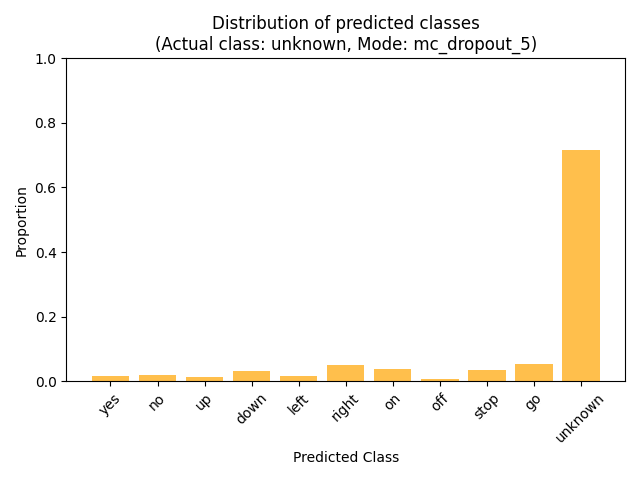 Distribution of predicted classes
(Actual class: unknown, Mode: mc_dropout_5)
1.0
0.8
0.6
0.4
0.2
0.0
Proportion
yes
no
up
down
left
right
on
off
stop
go
unknown
Predicted Class